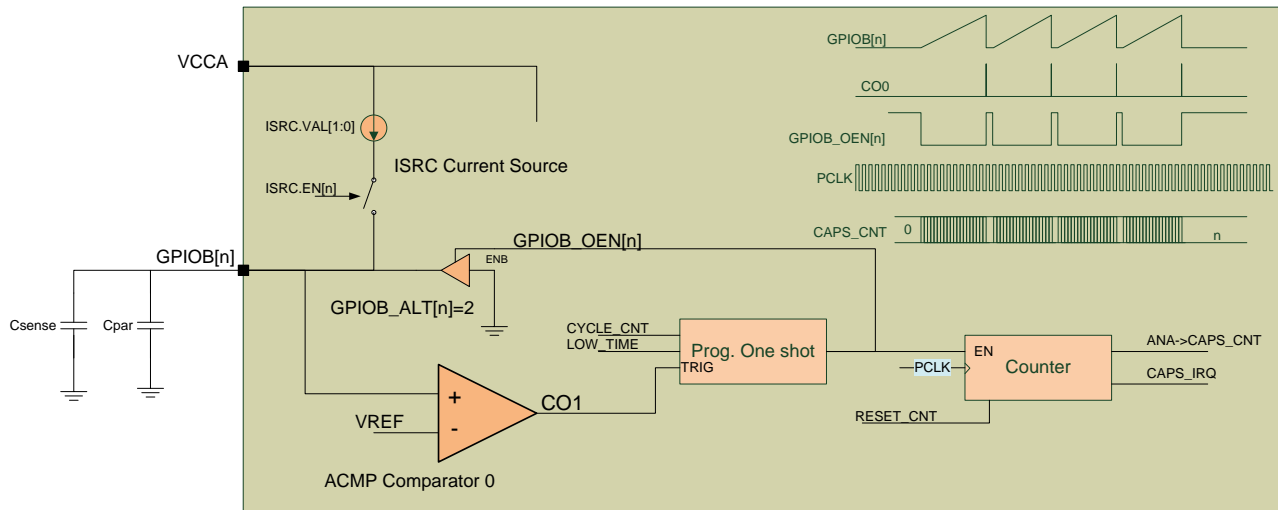 GPIOB[n]
VCCA
CO0
ISRC.VAL[1:0]
GPIOB_OEN[n]
ISRC Current Source
PCLK
ISRC.EN[n]
CAPS_CNT
0
n
GPIOB_OEN[n]
GPIOB[n]
ENB
GPIOB_ALT[n]=2
Csense
Cpar
CYCLE_CNT
LOW_TIME
Prog. One shot
TRIG
EN
ANA->CAPS_CNT
PCLK
Counter
CAPS_IRQ
+
CO1
RESET_CNT
VREF
-
ACMP Comparator 0